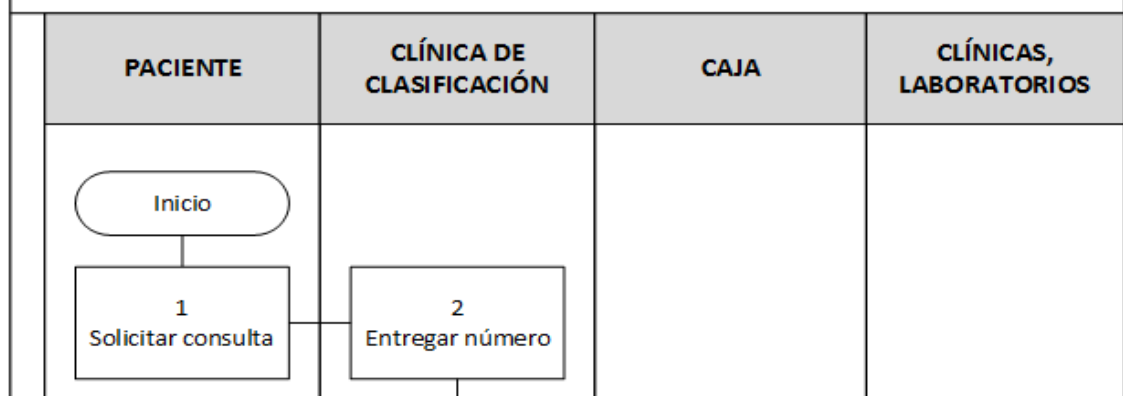 PACIENTE
CLÍNICA DE
CLASIFICACIÓN
CAJA
CLÍNICAS,
LABORATORIOS
Inicio
1
Solicitar consulta
2
Entregar número